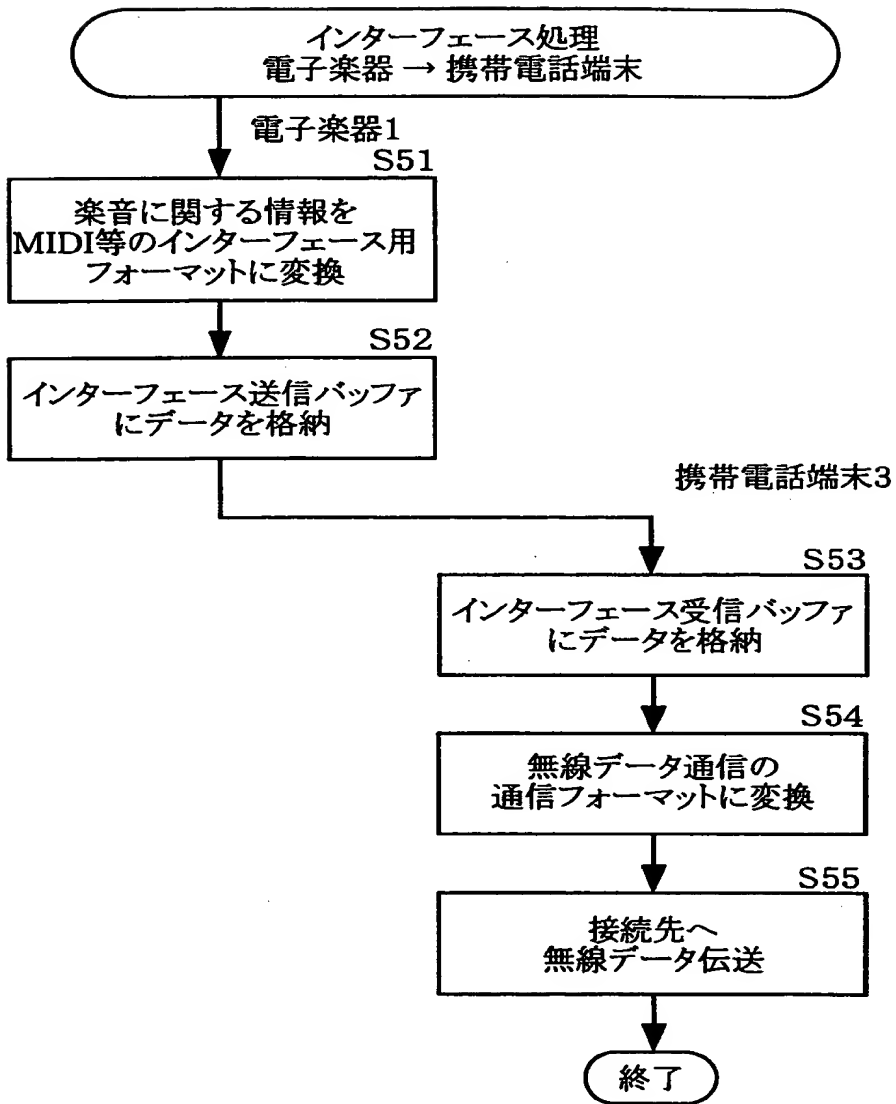 インターフェース処理
電子楽器 → 携帯電話端末
電子楽器1
S51
楽音に関する情報を
MIDI等のインターフェース用
フォーマットに変換
S52
インターフェース送信バッファ
にデータを格納
携帯電話端末3
S53
インターフェース受信バッファ
にデータを格納
S54
無線データ通信の
通信フォーマットに変換
S55
接続先へ
無線データ伝送
終了